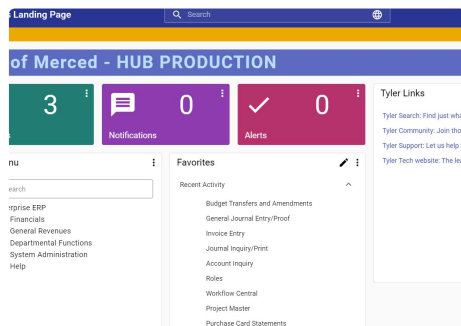 s Landing Page
Search
of Merced - HUB PRODUCTION
3
s
0
Notifications
0
Alerts
Tyler Links
Tyler Search: Find just wha
Tyler Community: Join tho
Tyler Support: Let us help
Tyler Tech website: The lea
nu
earch
erprise ERP
Financials
General Revenues
Departmental Functions
System Administration
Help
Favorites
Recent Activity
Budget Transfers and Amendments
General Journal Entry/Proof
Invoice Entry
Journal Inquiry/Print
Account Inquiry
Roles
Workflow Central
Project Master
Purchase Card Statements